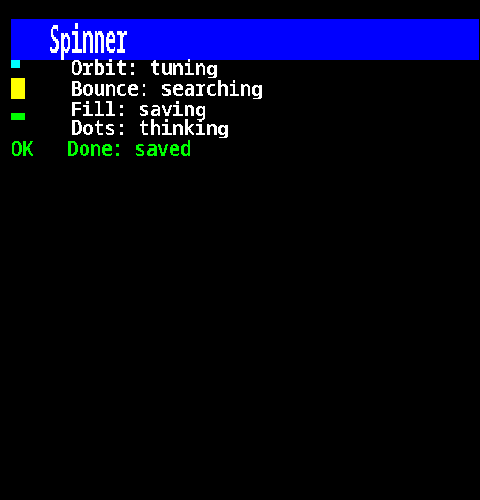 Spinner
Orbit: tuning
Bounce: searching
Fill: saving
Dots: thinking
OK Done: saved